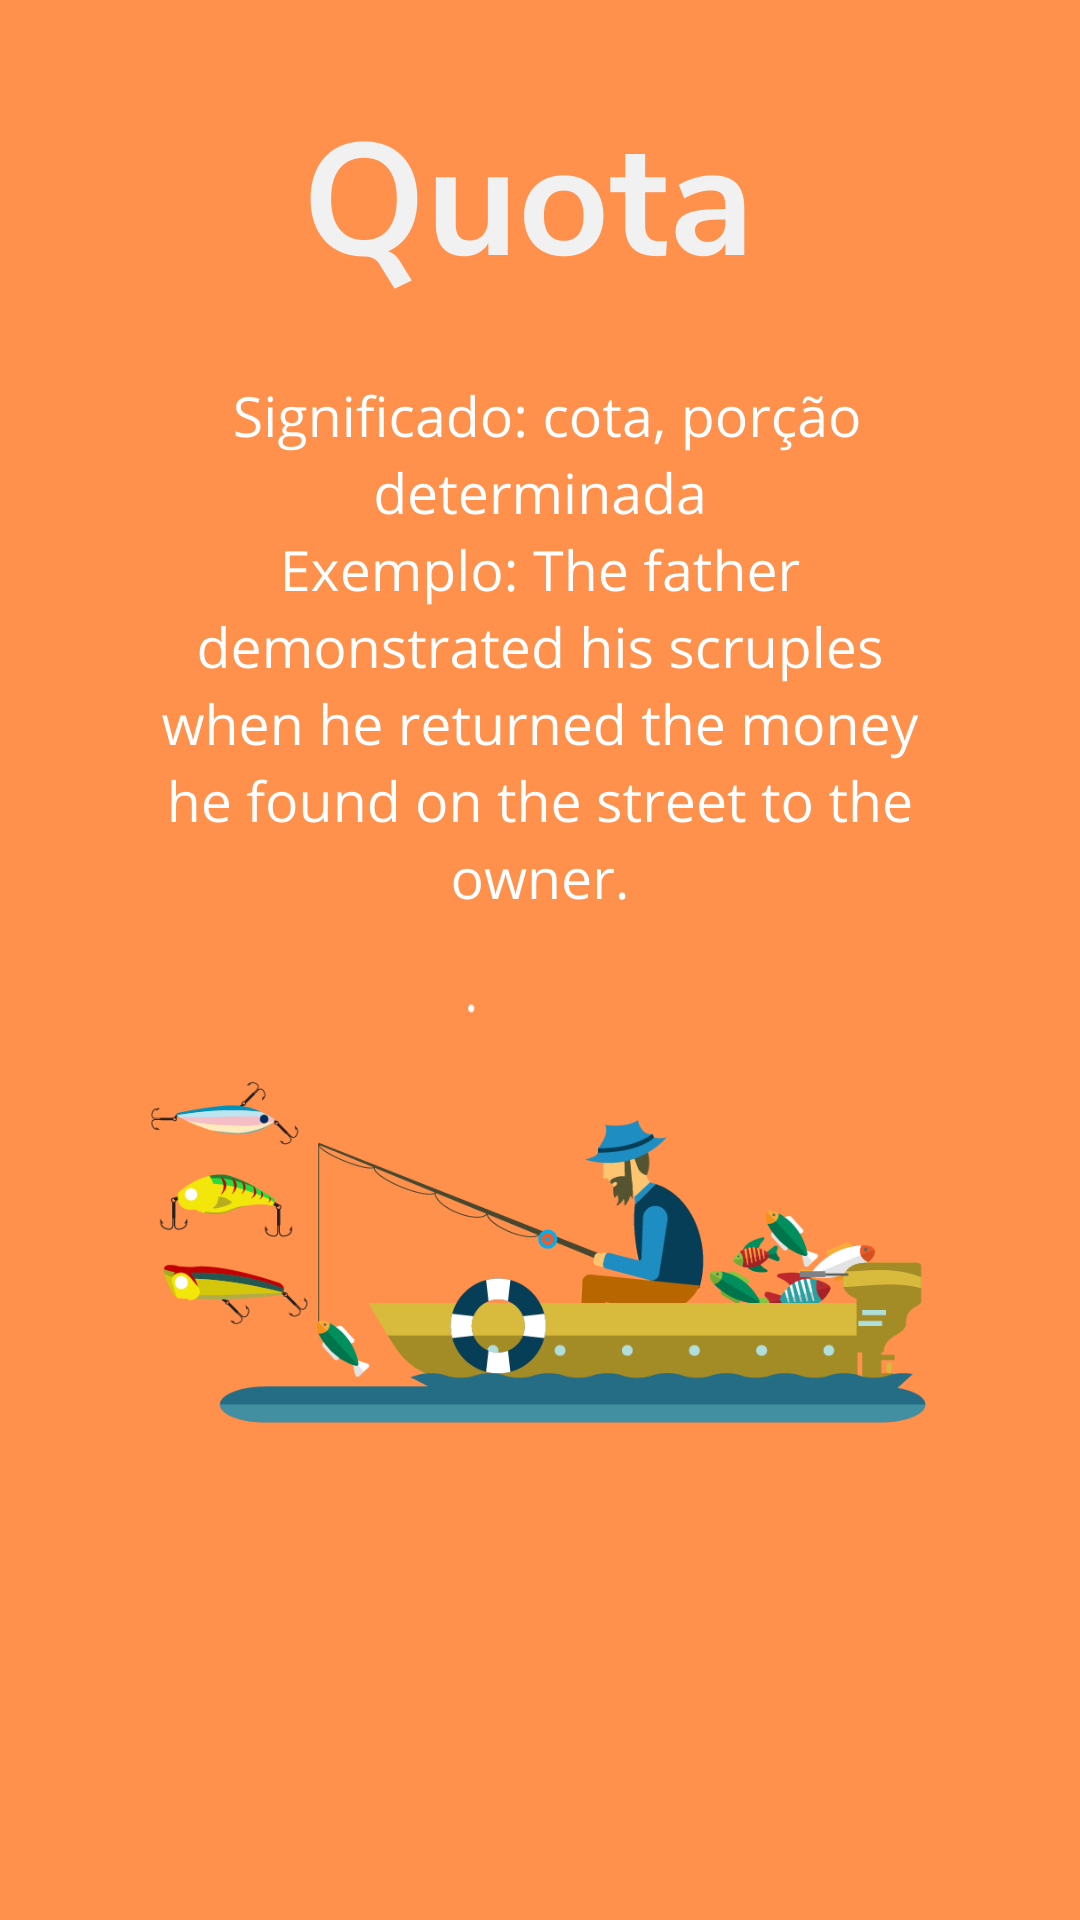 Quota
Significado: cota, porção
determinada
Exemplo: The father
demonstrated his scruples
when he returned the money
he found on the street to the
owner.
.